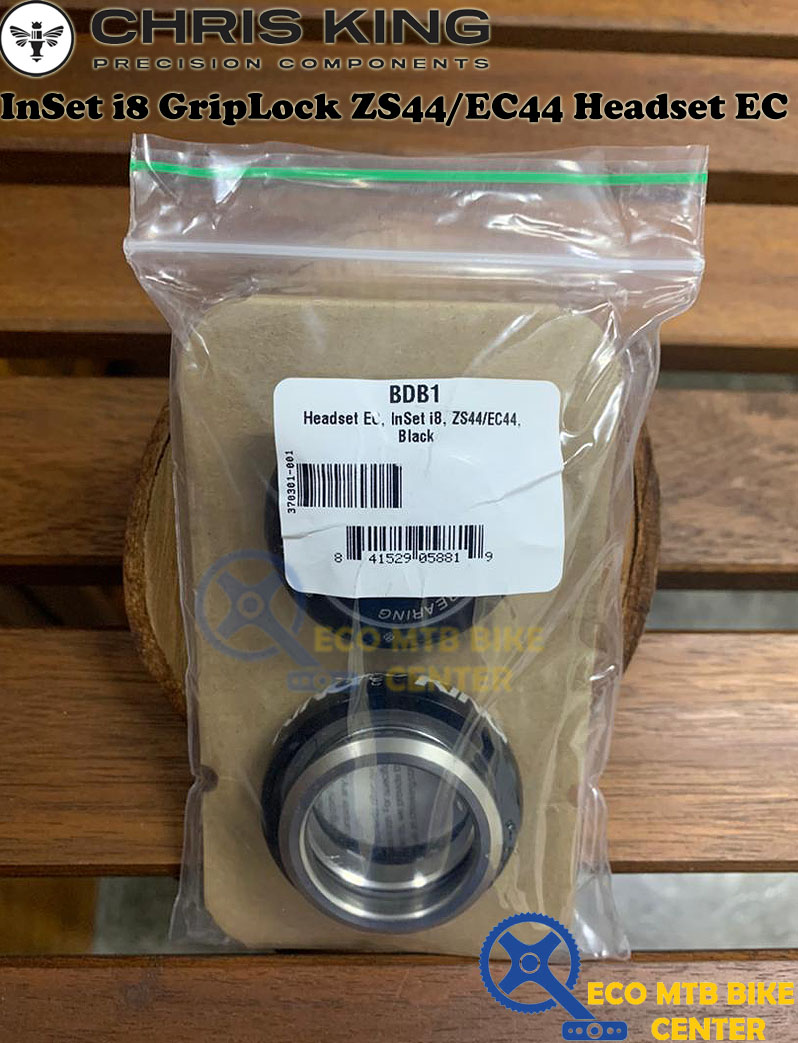 CHRIS KING
PRECISION COMPONENTS
InSet i8 GripLock ZS44/EC44 Headset EC
BDB1
Headset EC, InSet i8, ZS44/EC44,
Black
370301-001
8 41529 05881 9
BEARING
®
ECO MTB BIKE
CENTER
ECO MTB BIKE
CENTER